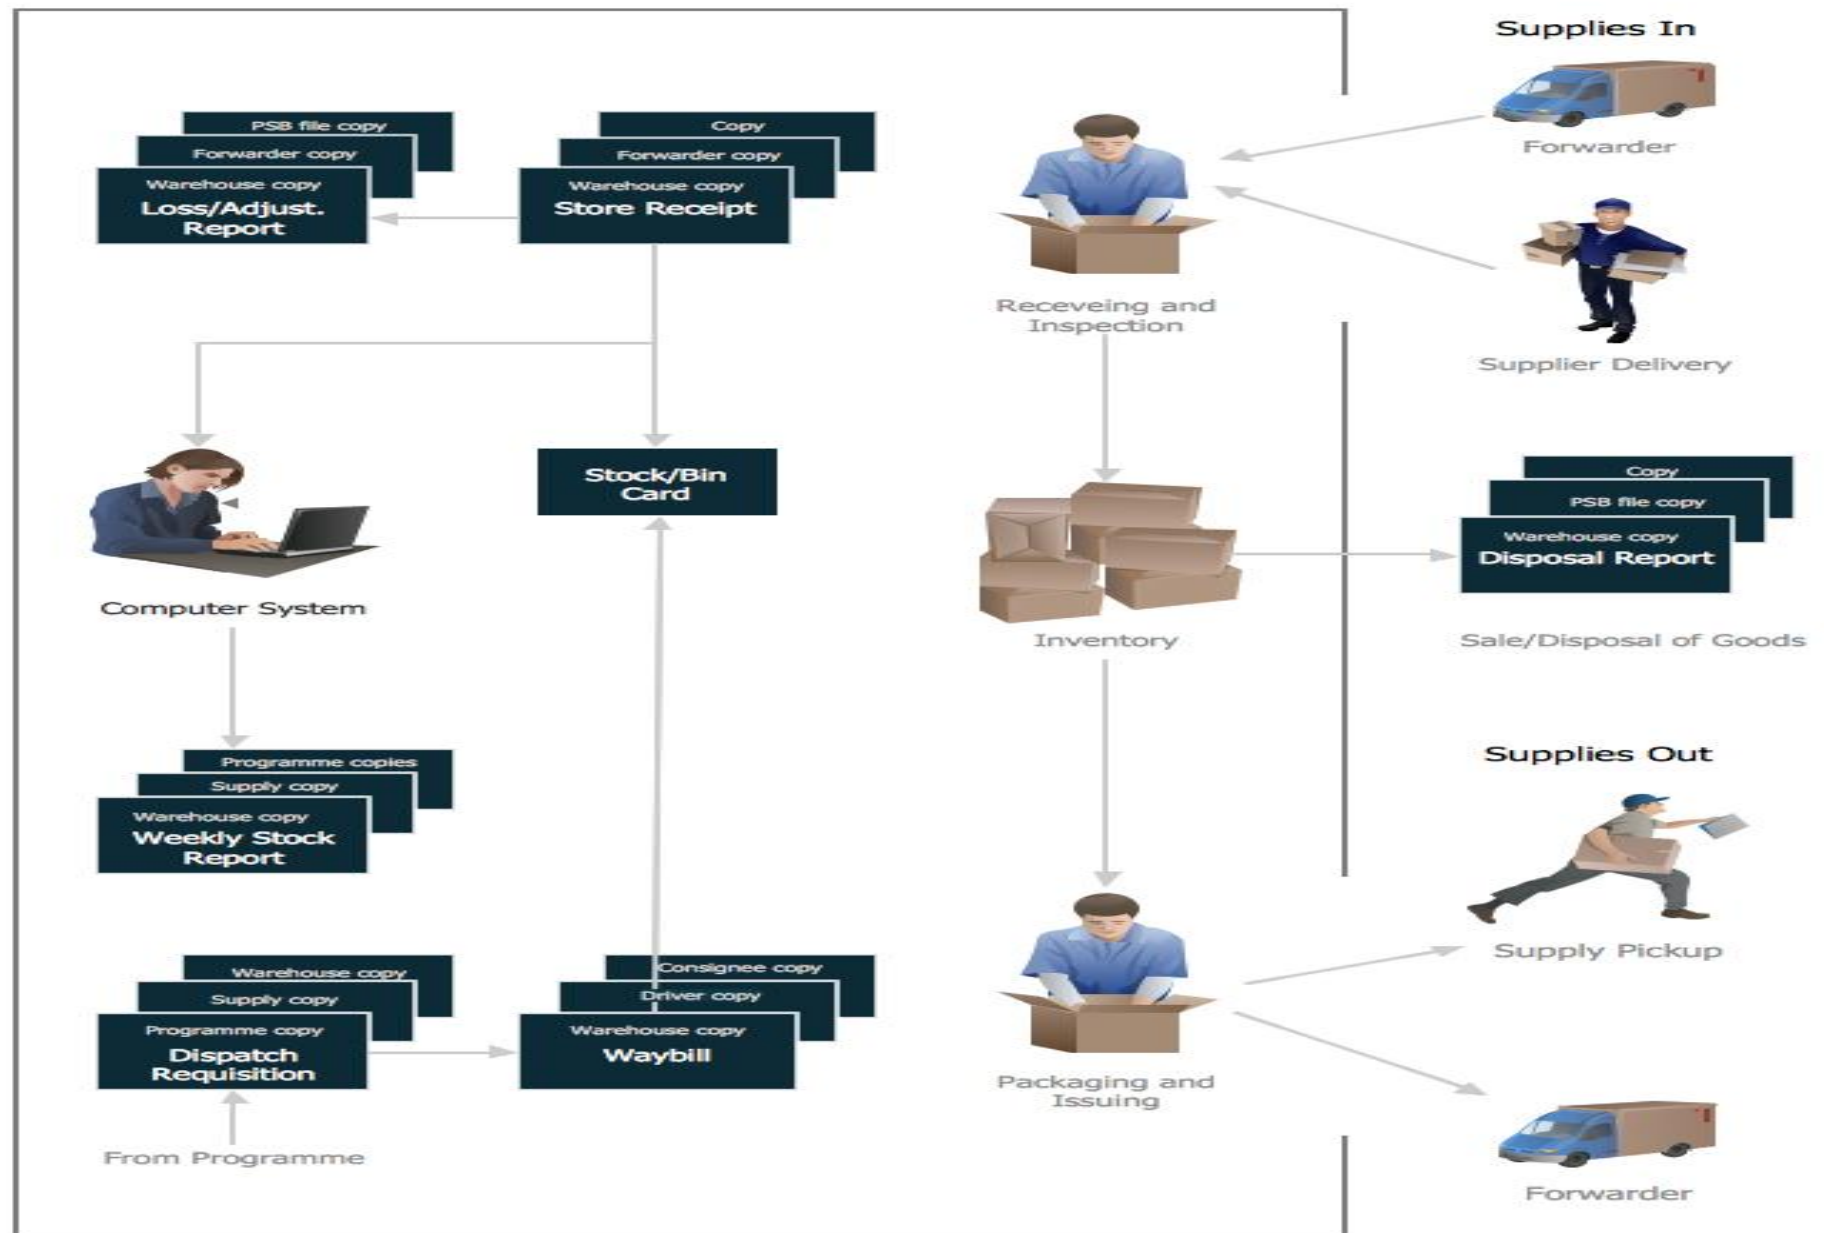 Supplies In
Forwarder
Supplier Delivery
PSB file copy
Forwarder copy
Warehouse copy
Loss/Adjust.
Report
Copy
Forwarder copy
Warehouse copy
Store Receipt
Receveing and
Inspection
Computer System
Stock/Bin
Card
Inventory
Copy
PSB file copy
Warehouse copy
Disposal Report
Sale/Disposal of Goods
Programme copies
Supply copy
Warehouse copy
Weekly Stock
Report
Supplies Out
Supply Pickup
Warehouse copy
Supply copy
Programme copy
Dispatch
Requisition
From Programme
Consignee copy
Driver copy
Warehouse copy
Waybill
Packaging and
Issuing
Forwarder